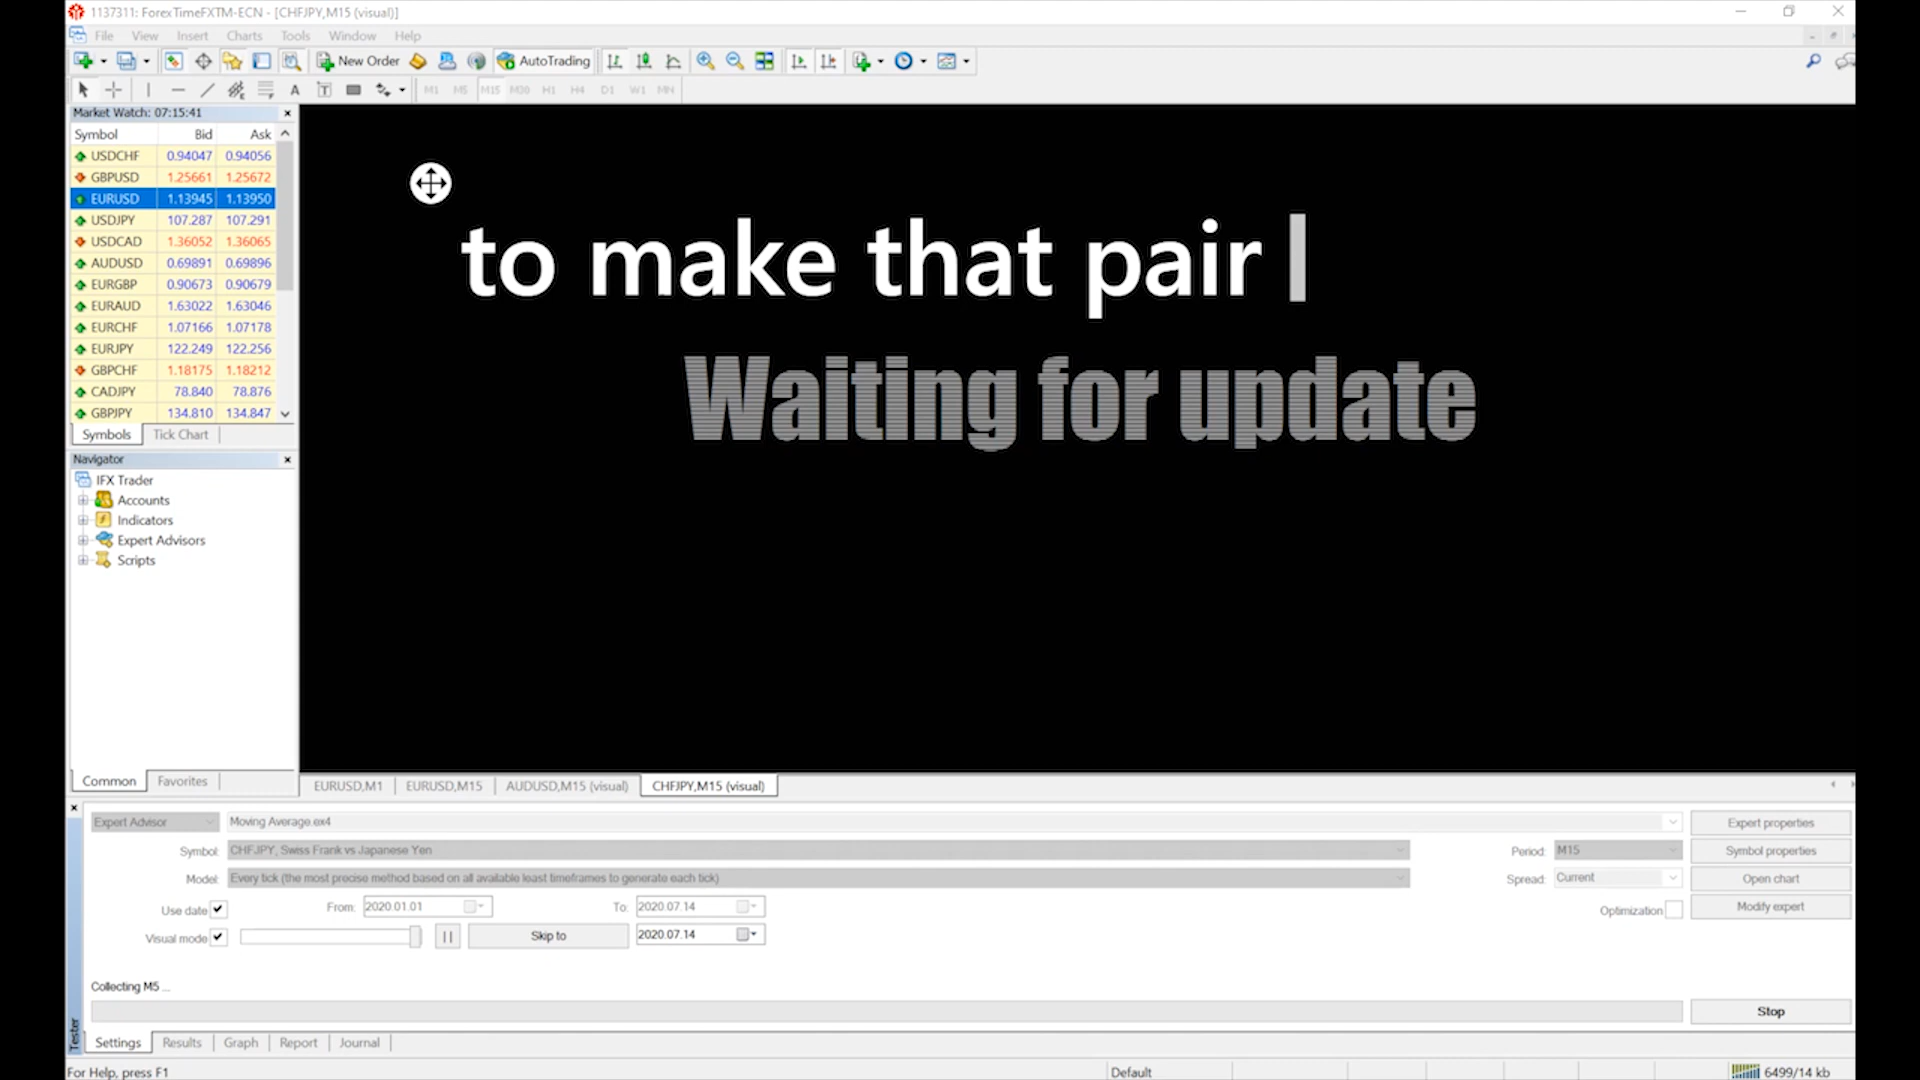 1137311: ForexTimeFXTM-ECN - [CHFJPY,M15 (visual)]
File View Insert Charts Tools Window Help
New Order AutoTrading
A T M1 M5 M15 M30 H1 H4 D1 W1 MN
Market Watch: 07:15:41
Symbol Bid Ask
USDCHF 0.94047 0.94056
GBPUSD 1.25661 1.25672
EURUSD 1.13945 1.13950
USDJPY 107.287 107.291
USDCAD 1.36052 1.36065
AUDUSD 0.69891 0.69896
EURGBP 0.90673 0.90679
EURAUD 1.63022 1.63046
EURCHF 1.07166 1.07178
EURJPY 122.249 122.256
GBPCHF 1.18175 1.18212
CADJPY 78.840 78.876
GBPJPY 134.810 134.847
Symbols Tick Chart
to make that pair
Waiting for update
Navigator
IFX Trader
Accounts
Indicators
Expert Advisors
Scripts
Common Favorites
EURUSD,M1 EURUSD,M15 AUDUSD,M15 (visual) CHFJPY,M15 (visual)
Expert Advisor Moving Average.ex4 Expert properties
Symbol: CHFJPY, Swiss Frank vs Japanese Yen Period: M15 Symbol properties
Model: Every tick (the most precise method based on all available least timeframes to generate each tick) Spread: Current Open chart
Use date From: 2020.01.01 To: 2020.07.14 Optimization Modify expert
Visual mode Skip to 2020.07.14
Collecting M5 ...
Stop
Tester
Settings Results Graph Report Journal
For Help, press F1 Default 6499/14 kb